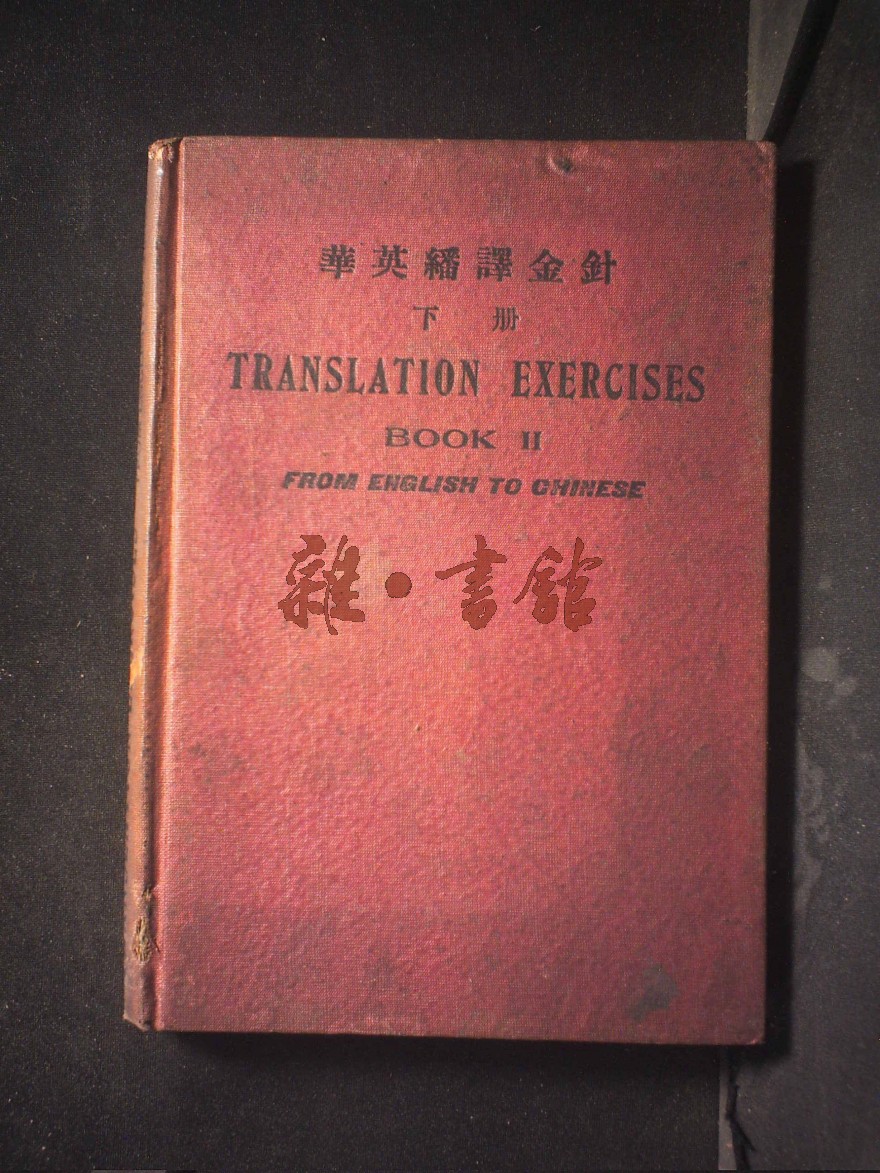 華英繙譯金針
下 册
TRANSLATION EXERCISES
BOOK II
FROM ENGLISH TO CHINESE
雜·書館